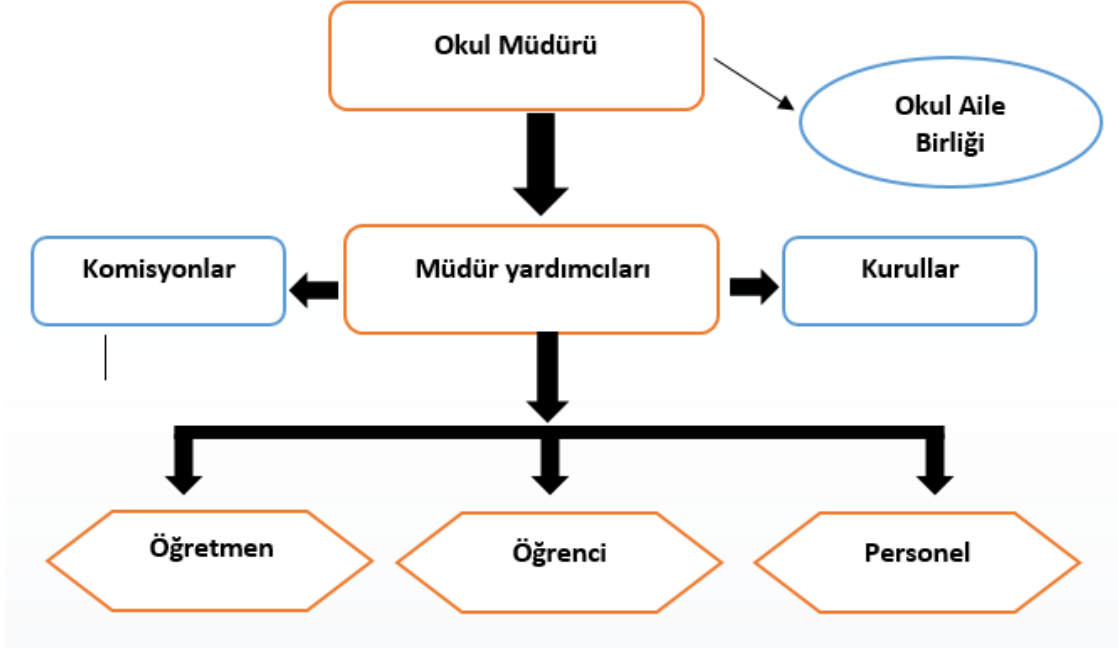 Okul Müdürü
Okul Aile
Birliği
Komisyonlar
Müdür yardımcıları
Kurullar
Öğretmen
Öğrenci
Personel